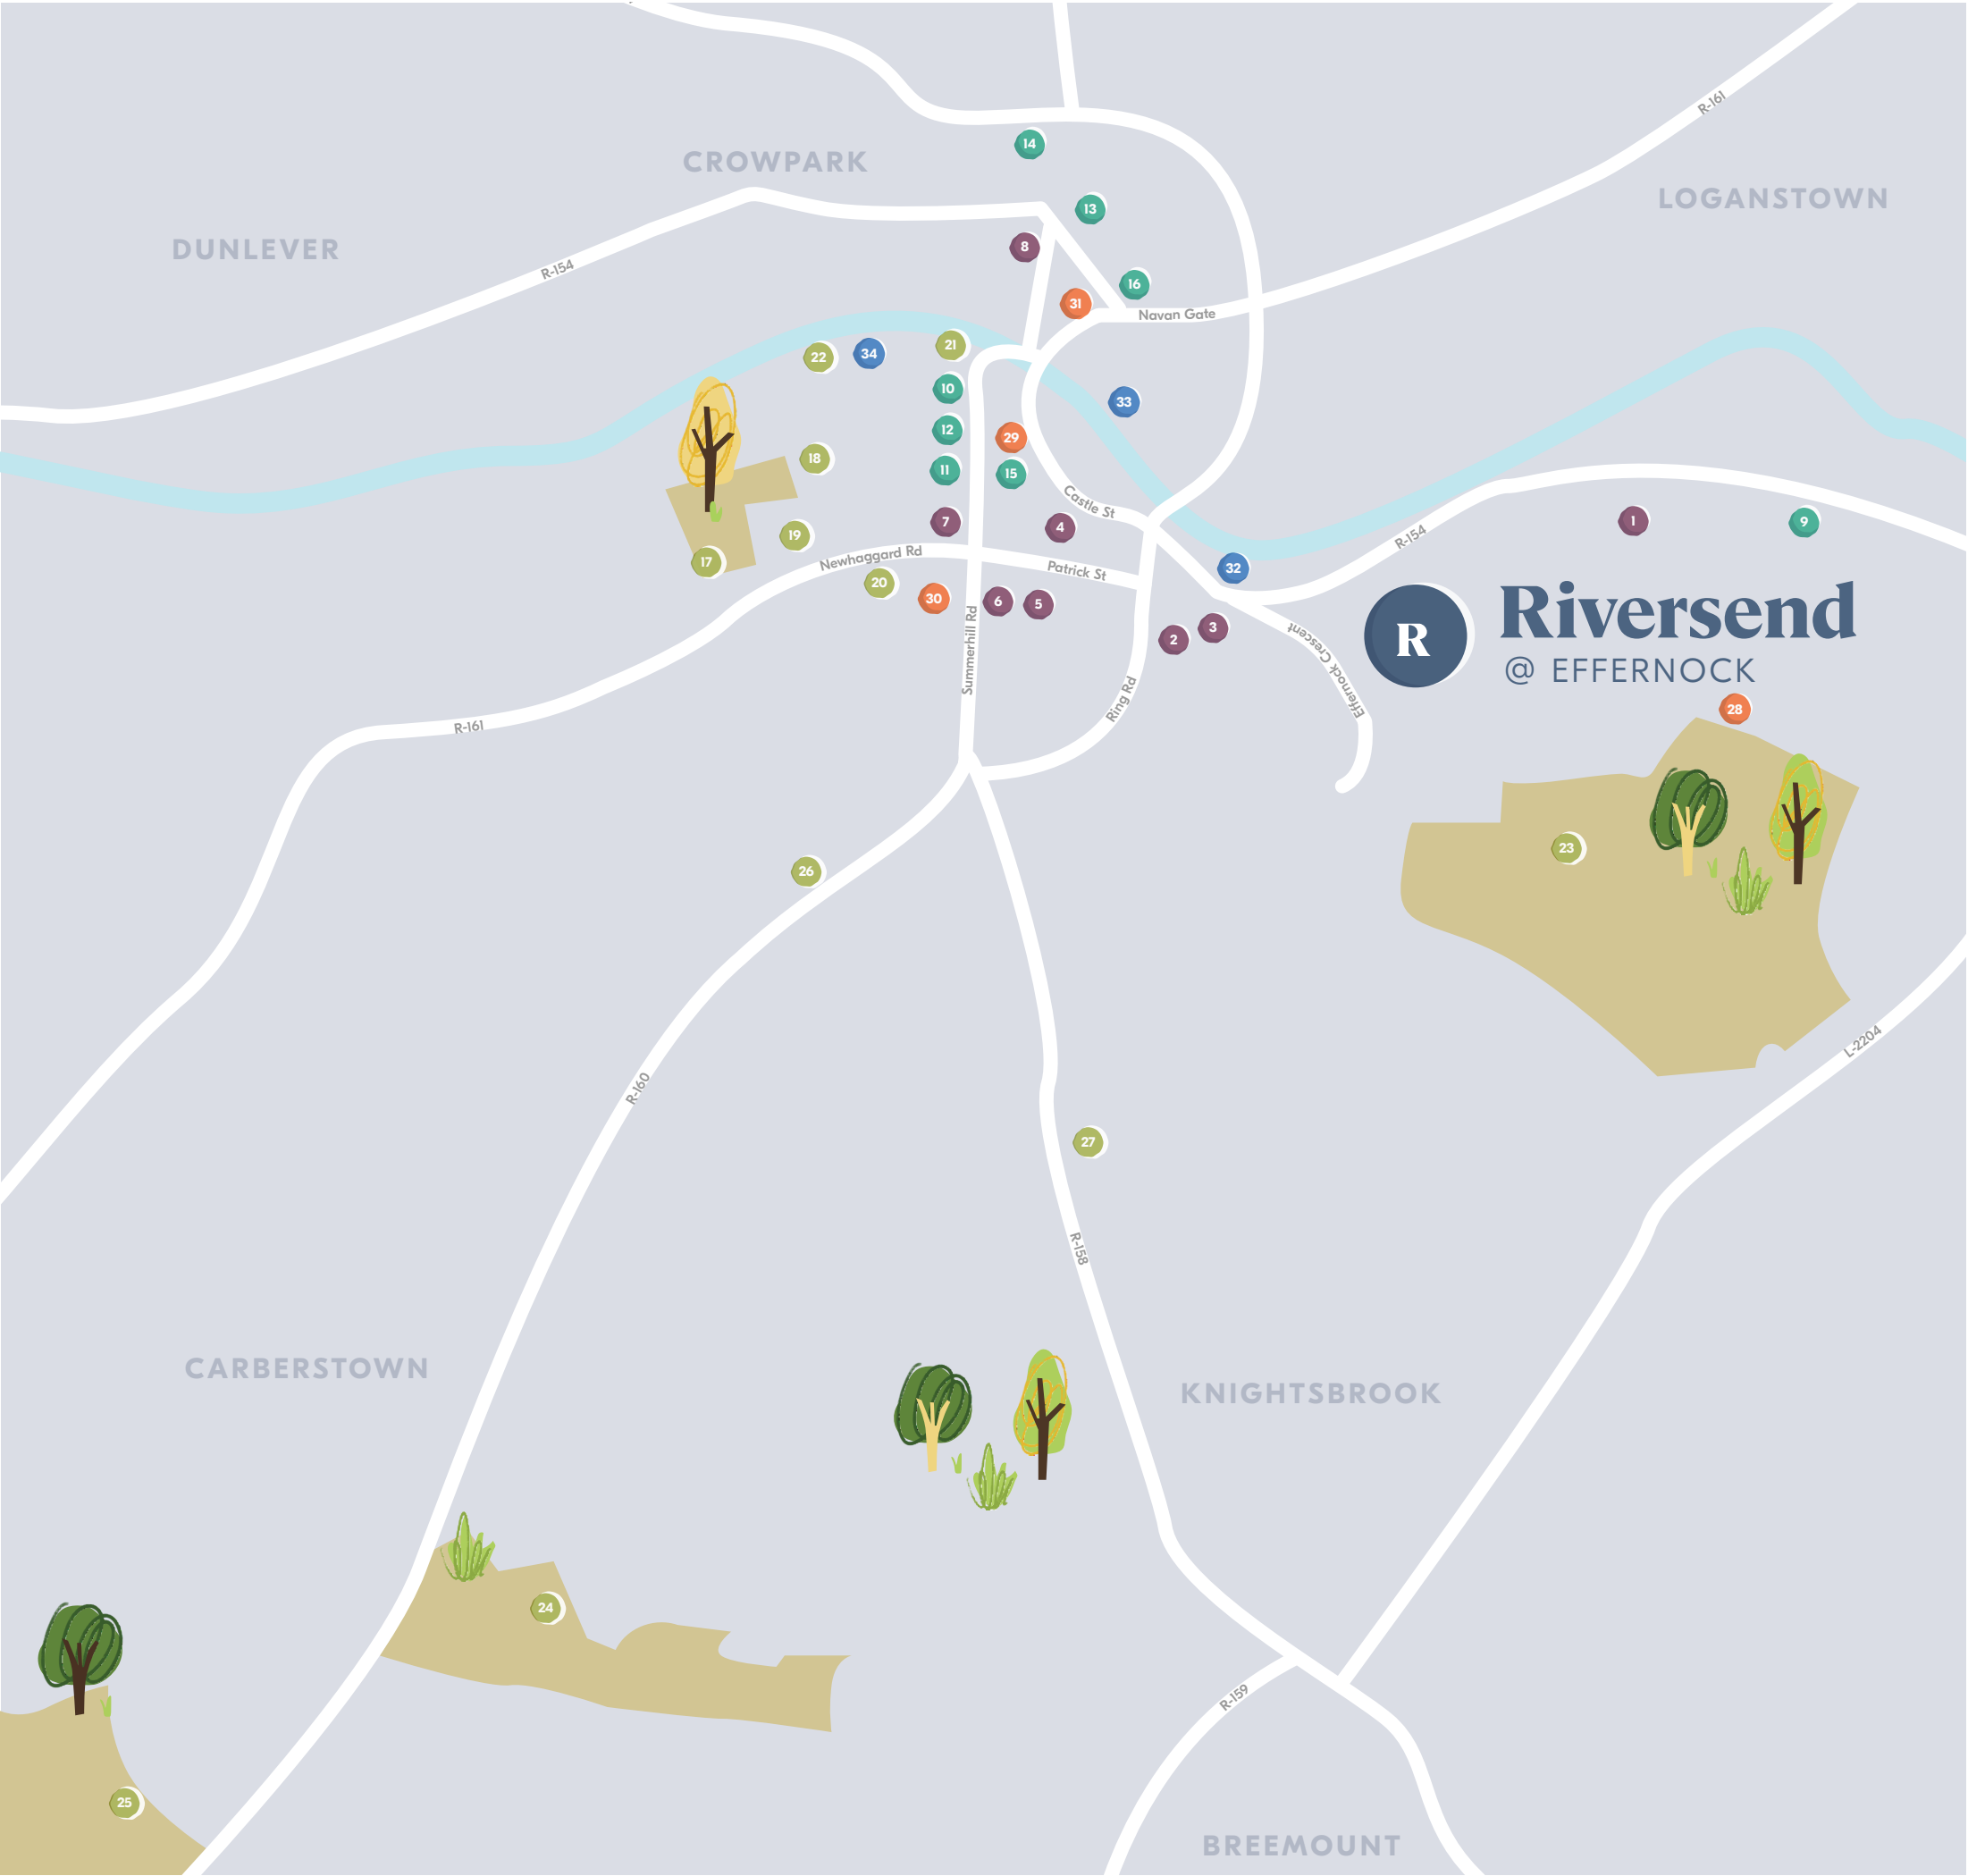 R-161
14
CROWPARK
LOGANSTOWN
13
DUNLEVER
8
R-154
16
31
Navan Gate
21
22
34
10
33
12
29
18
11
15
Castle St
7
4
1
9
19
R-154
Newhaggard Rd
17
Patrick St
32
20
30
6
5
R
Riversend
@ EFFERNOCK
2
3
Effernock Crescent
Summerhill Rd
Ring Rd
28
R-161
23
26
L-2204
R-160
27
R-158
CARBERSTOWN
KNIGHTSBROOK
24
R-159
25
BREEMOUNT